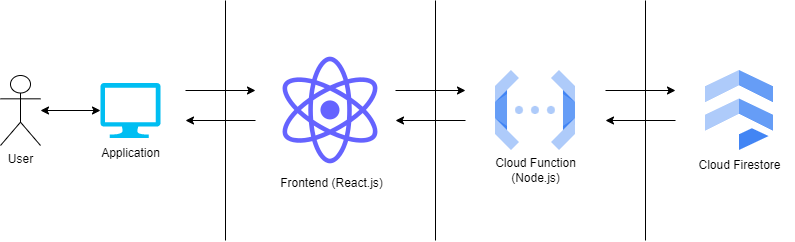 User
Application
Frontend (React.js)
Cloud Function
(Node.js)
Cloud Firestore